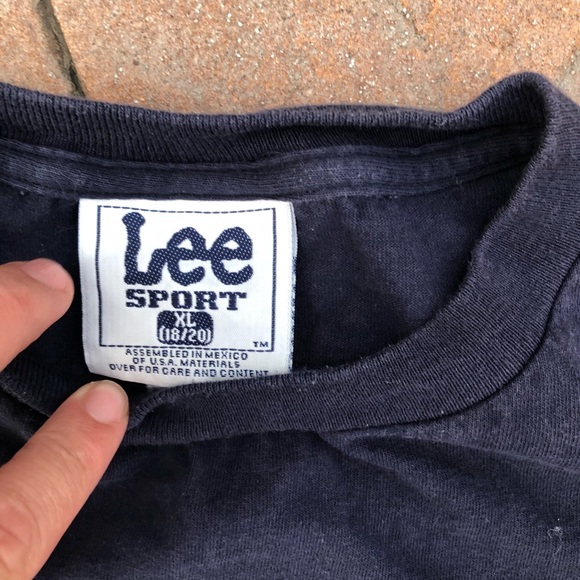 Lee
SPORT
XL
(18/20)
TM
ASSEMBLED IN MEXICO
OF U.S.A. MATERIALS
OVER FOR CARE AND CONTENT